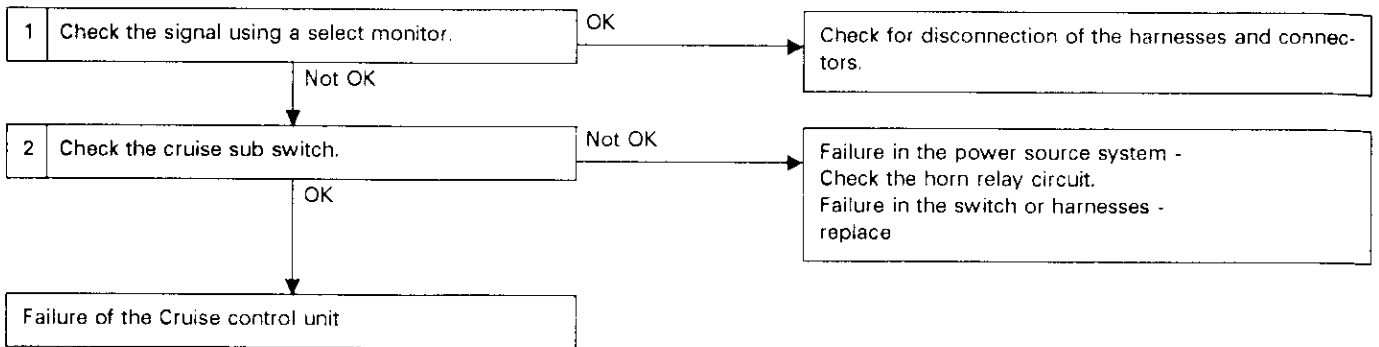 1 Check the signal using a select monitor.
OK
Check for disconnection of the harnesses and connec-
tors.
Not OK
2 Check the cruise sub switch.
Not OK
Failure in the power source system -
Check the horn relay circuit.
Failure in the switch or harnesses -
replace
OK
Failure of the Cruise control unit